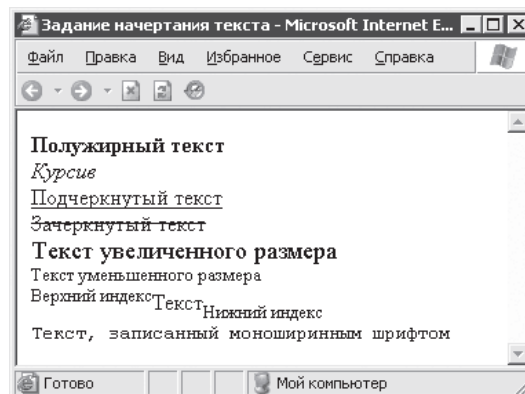 Задание начертания текста - Microsoft Internet E...
Файл Правка Вид Избранное Сервис Справка
Полужирный текст
Курсив
Подчеркнутый текст
Зачеркнутый текст
Текст увеличенного размера
Текст уменьшенного размера
Верхний индексТекстНижний индекс
Текст, записанный моноширинным шрифтом
Готово Мой компьютер